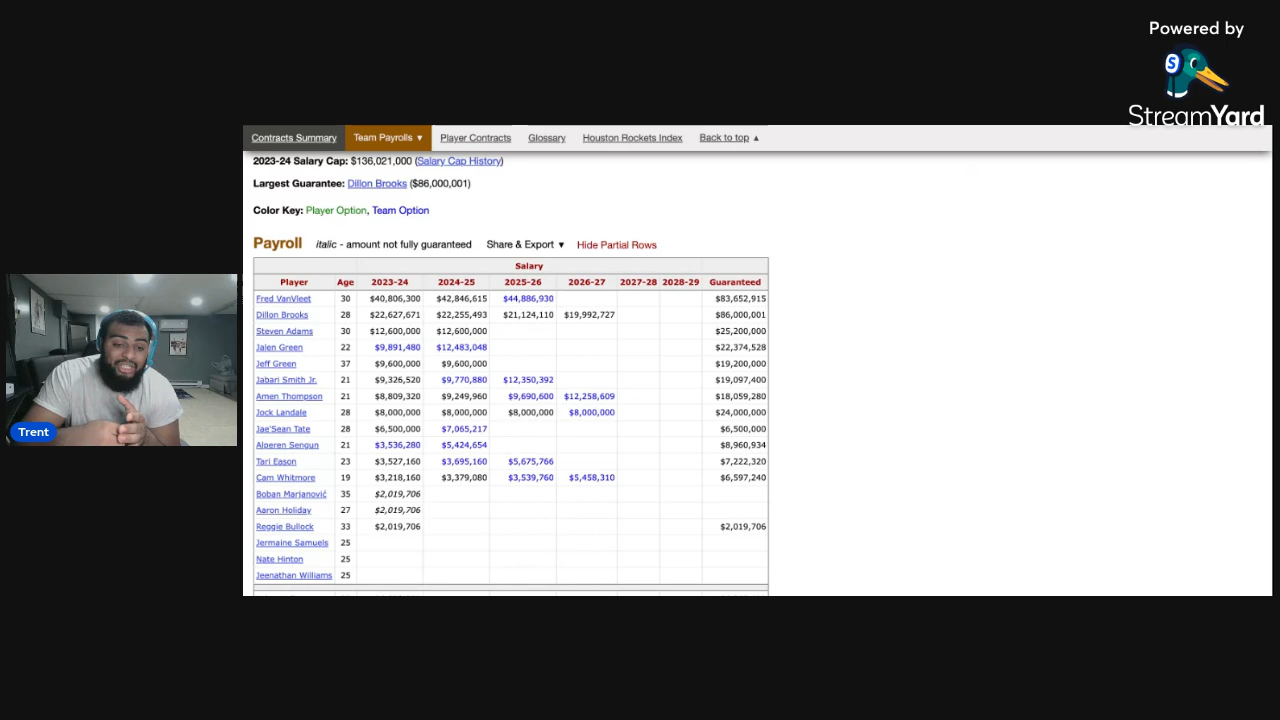 Powered by
StreamYard
Contracts Summary Team Payrolls ▼ Player Contracts Glossary Houston Rockets Index Back to top ▲
2023-24 Salary Cap: $136,021,000 (Salary Cap History)
Largest Guarantee: Dillon Brooks ($86,000,001)
Color Key: Player Option, Team Option
Payroll italic - amount not fully guaranteed Share & Export ▼ Hide Partial Rows
Salary
Player Age 2023-24 2024-25 2025-26 2026-27 2027-28 2028-29 Guaranteed
Fred VanVleet 30 $40,806,300 $42,846,615 $44,886,930 $83,652,915
Dillon Brooks 28 $22,627,671 $22,255,493 $21,124,110 $19,992,727 $86,000,001
Steven Adams 30 $12,600,000 $12,600,000 $25,200,000
Jalen Green 22 $9,891,480 $12,483,048 $22,374,528
Jeff Green 37 $9,600,000 $9,600,000 $19,200,000
Jabari Smith Jr. 21 $9,326,520 $9,770,880 $12,350,392 $19,097,400
Amen Thompson 21 $8,809,320 $9,249,960 $9,690,600 $12,258,609 $18,059,280
Jock Landale 28 $8,000,000 $8,000,000 $8,000,000 $8,000,000 $24,000,000
Jae'Sean Tate 28 $6,500,000 $7,065,217 $6,500,000
Alperen Sengun 21 $3,536,280 $5,424,654 $8,960,934
Tari Eason 23 $3,527,160 $3,695,160 $5,675,766 $7,222,320
Cam Whitmore 19 $3,218,160 $3,379,080 $3,539,760 $5,458,310 $6,597,240
Boban Marjanović 35 $2,019,706
Aaron Holiday 27 $2,019,706
Reggie Bullock 33 $2,019,706 $2,019,706
Jermaine Samuels 25
Nate Hinton 25
Jeenathan Williams 25
Trent